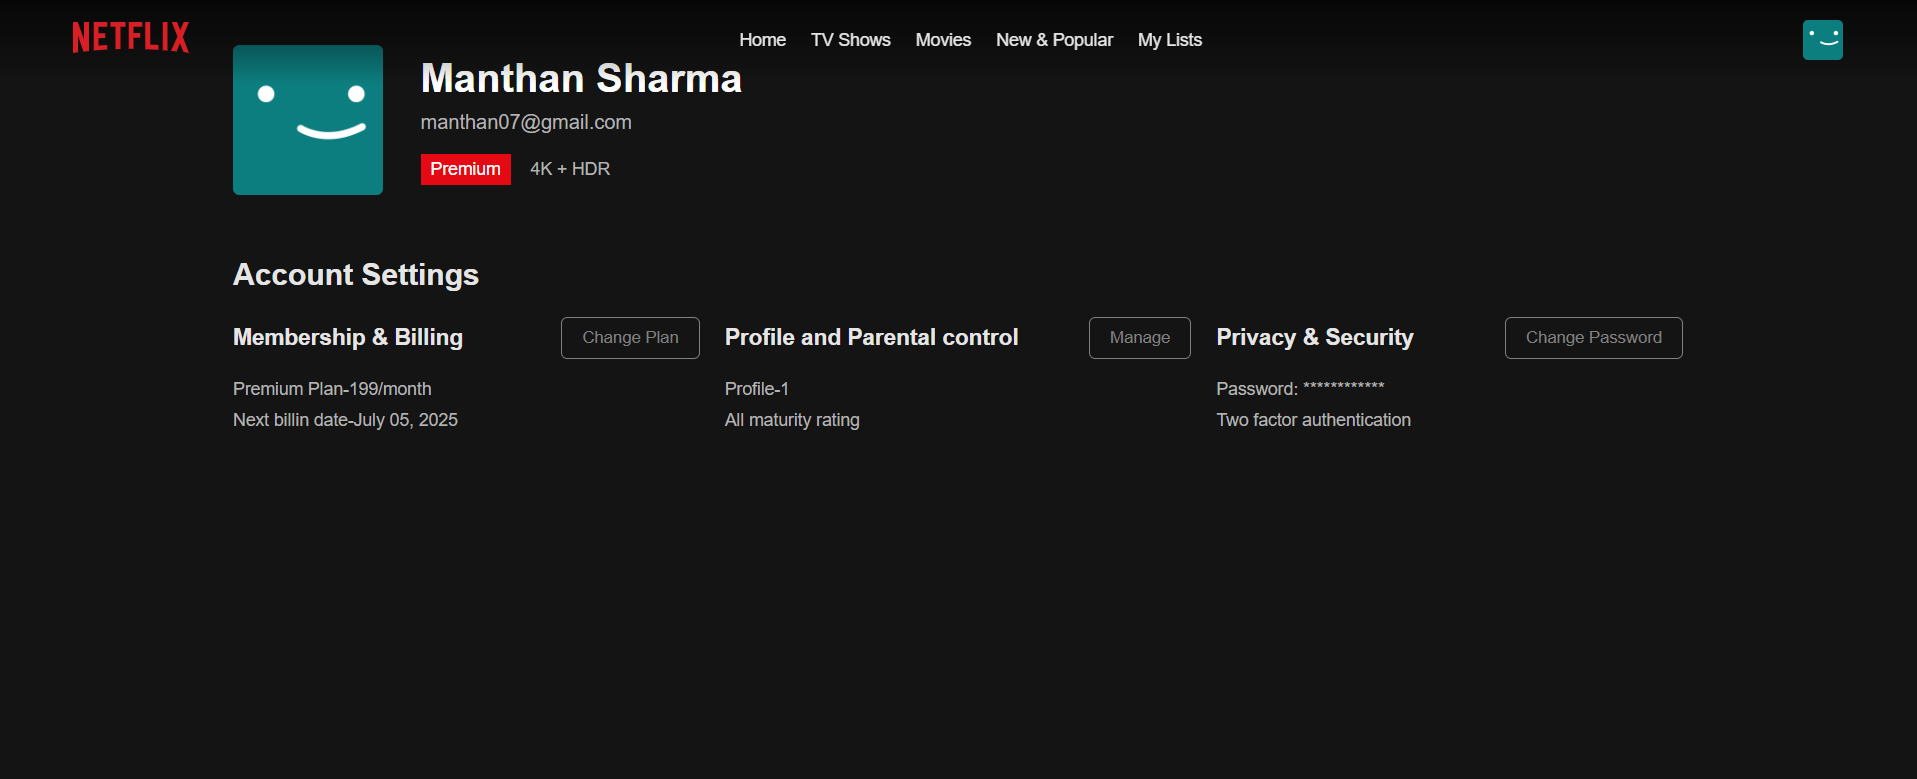 NETFLIX
Home TV Shows Movies New & Popular My Lists
Manthan Sharma
manthan07@gmail.com
Premium 4K + HDR
Account Settings
Membership & Billing Change Plan
Premium Plan-199/month
Next billin date-July 05, 2025
Profile and Parental control Manage
Profile-1
All maturity rating
Privacy & Security Change Password
Password: ************
Two factor authentication